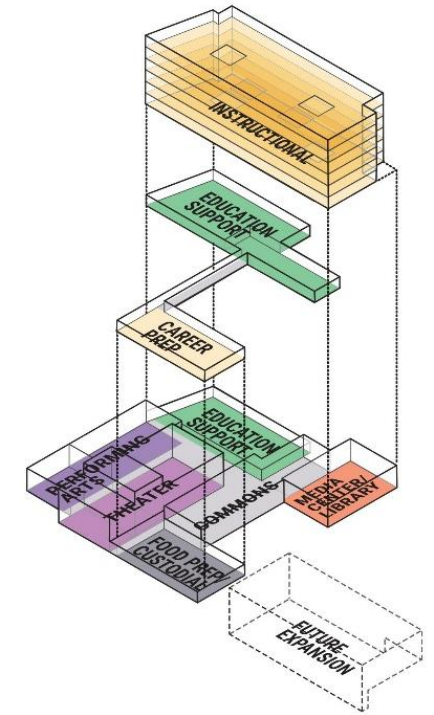 INSTRUCTIONAL
EDUCATION
SUPPORT
CAREER
PREP
EDUCATION
SUPPORT
PERFORMING
ARTS
THEATER
COMMONS
MEDIA
CENTER/
LIBRARY
FOOD PREP/
CUSTODIAL
FUTURE
EXPANSION